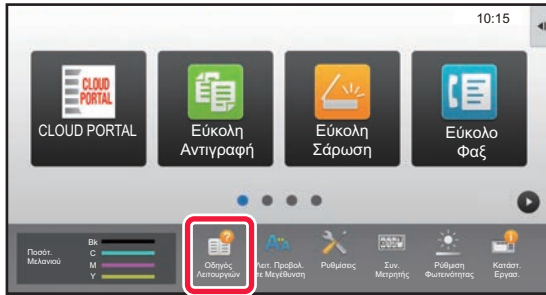 10:15
CLOUD
PORTAL
CLOUD PORTAL
Εύκολη
Αντιγραφή
Εύκολη
Σάρωση
Εύκολο
Φαξ
Ποσότ.
Μελανιού
Bk
C
M
Y
Οδηγός
Λειτουργιών
Λειτ. Προβολ.
σε Μεγέθυνση
Ρυθμίσεις
Συν.
Μετρητής
Ρύθμιση
Φωτεινότητας
Κατάστ.
Εργασ.